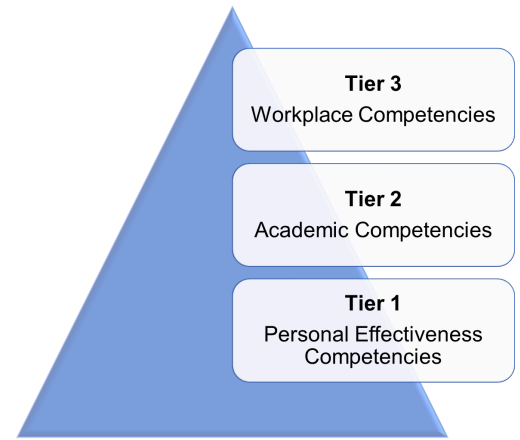 Tier 3
Workplace Competencies
Tier 2
Academic Competencies
Tier 1
Personal Effectiveness
Competencies